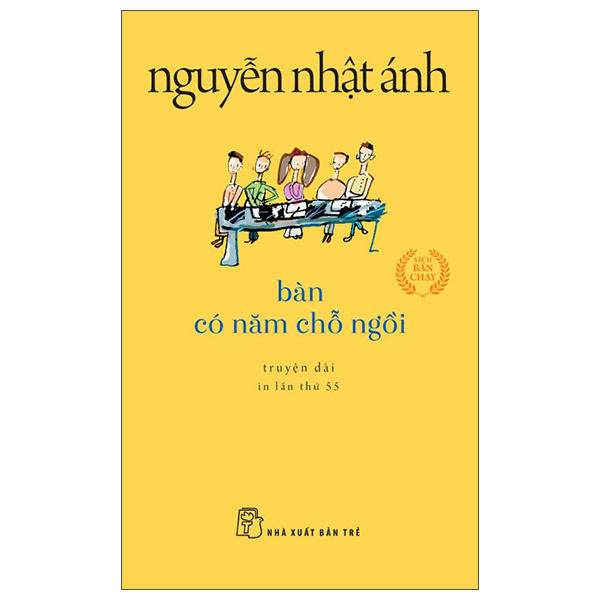 nguyễn nhật ánh
SÁCH
BÁN
CHẠY
bàn
có năm chỗ ngồi
truyện dài
in lần thứ 55
NHÀ XUẤT BẢN TRẺ